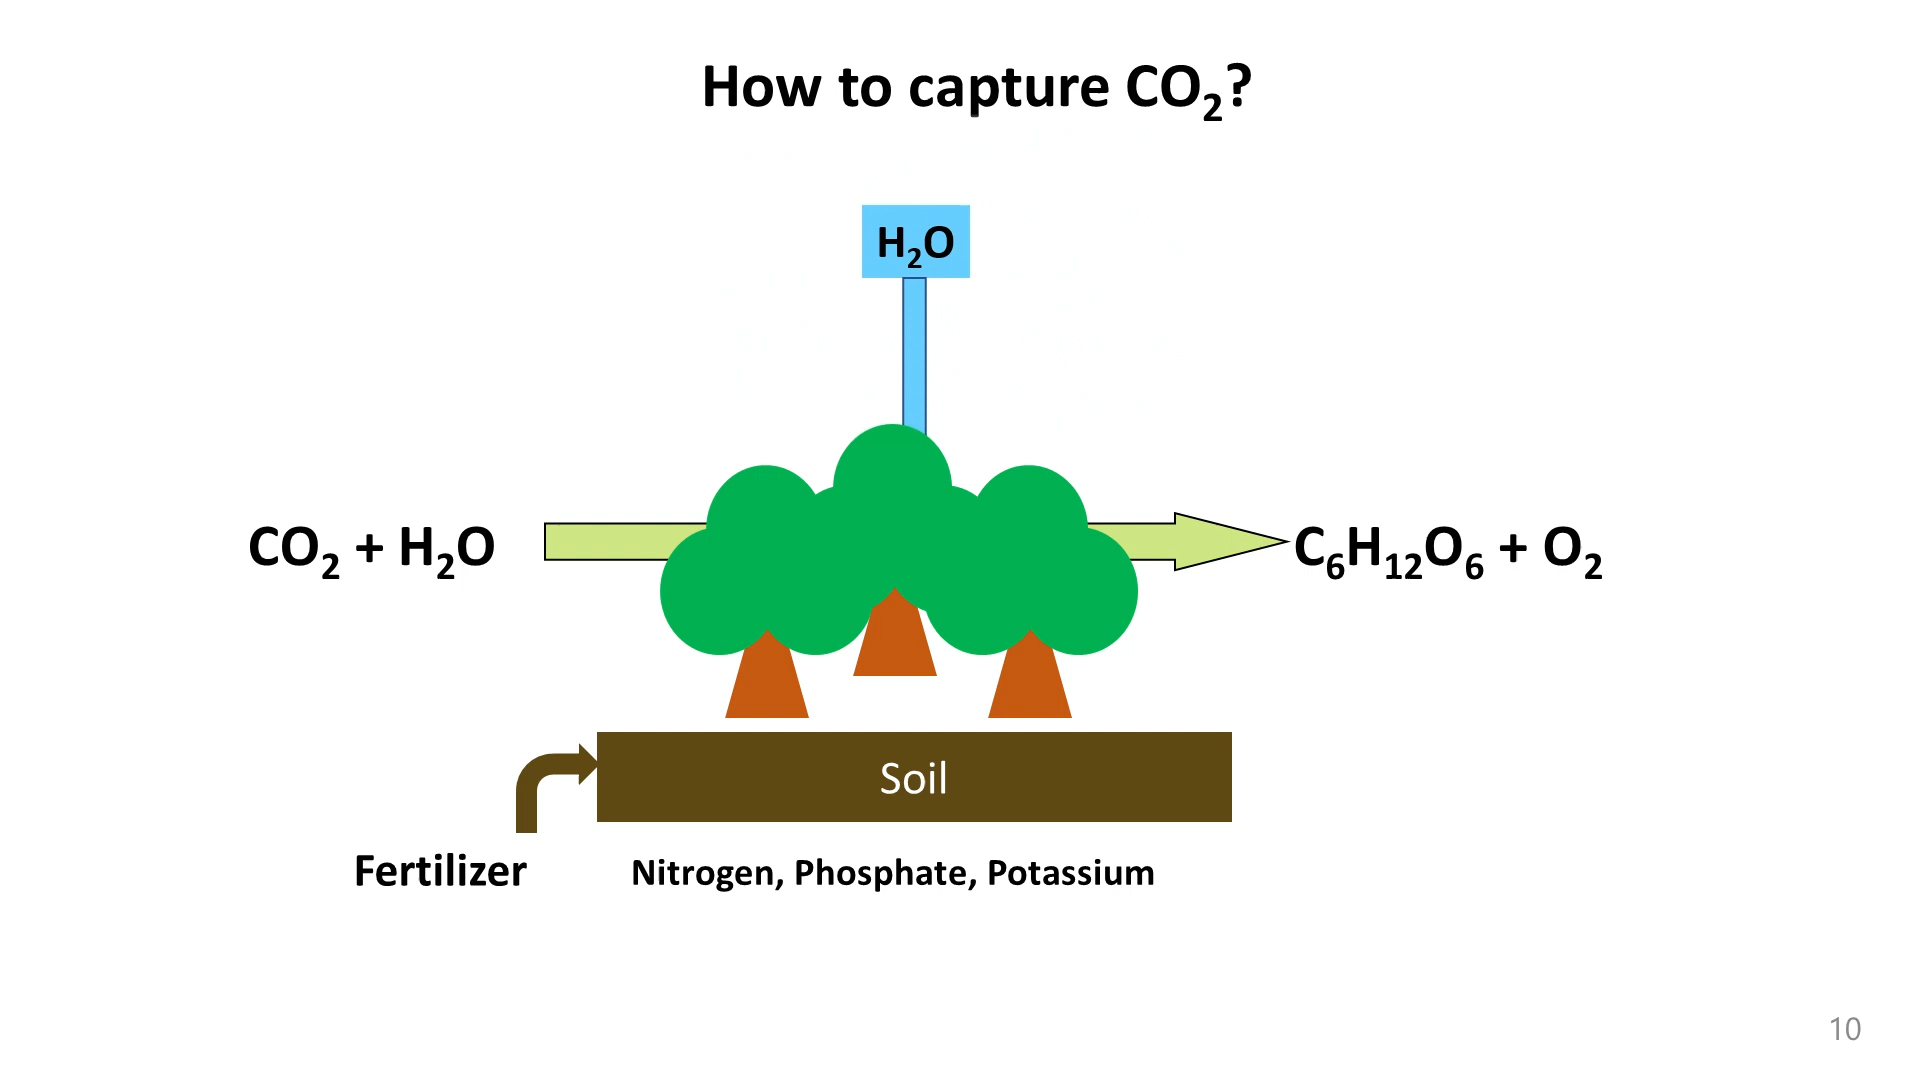 How to capture CO₂?
H₂O
CO₂ + H₂O
C₆H₁₂O₆ + O₂
Soil
Fertilizer
Nitrogen, Phosphate, Potassium
10